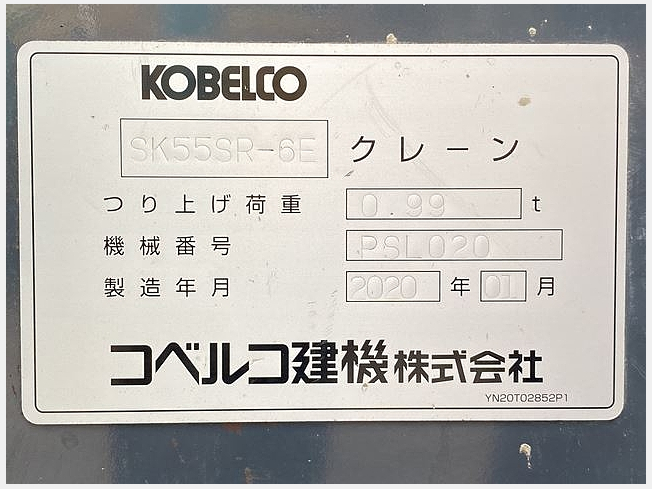 KOBELCO
SK55SR-6E クレーン
つり上げ荷重 0.99 t
機械番号 PSL020
製造年月 2020 年 01 月
コベルコ建機株式会社
YN20T02852P1